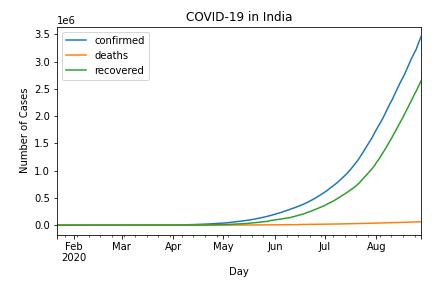 COVID-19 in India
1e6
confirmed
deaths
recovered
3.5
3.0
2.5
2.0
1.5
1.0
0.5
0.0
Number of Cases
Feb Mar Apr May Jun Jul Aug
2020
Day